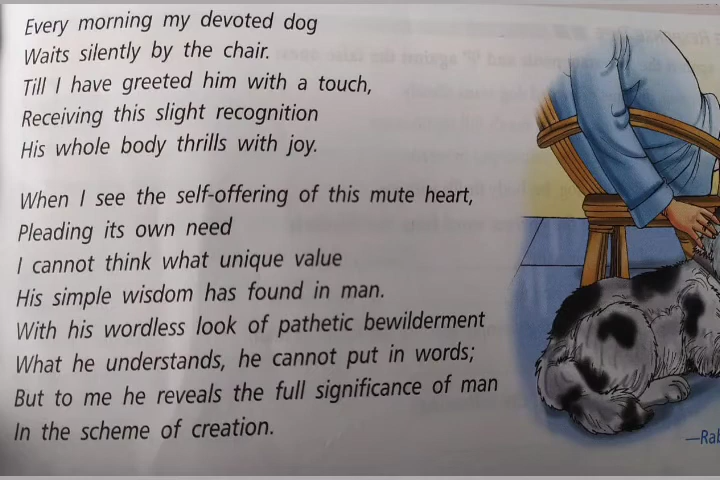 Every morning my devoted dog
Waits silently by the chair.
Till I have greeted him with a touch,
Receiving this slight recognition
His whole body thrills with joy.
When I see the self-offering of this mute heart,
Pleading its own need
I cannot think what unique value
His simple wisdom has found in man.
With his wordless look of pathetic bewilderment
What he understands, he cannot put in words;
But to me he reveals the full significance of man
In the scheme of creation.
—Rab